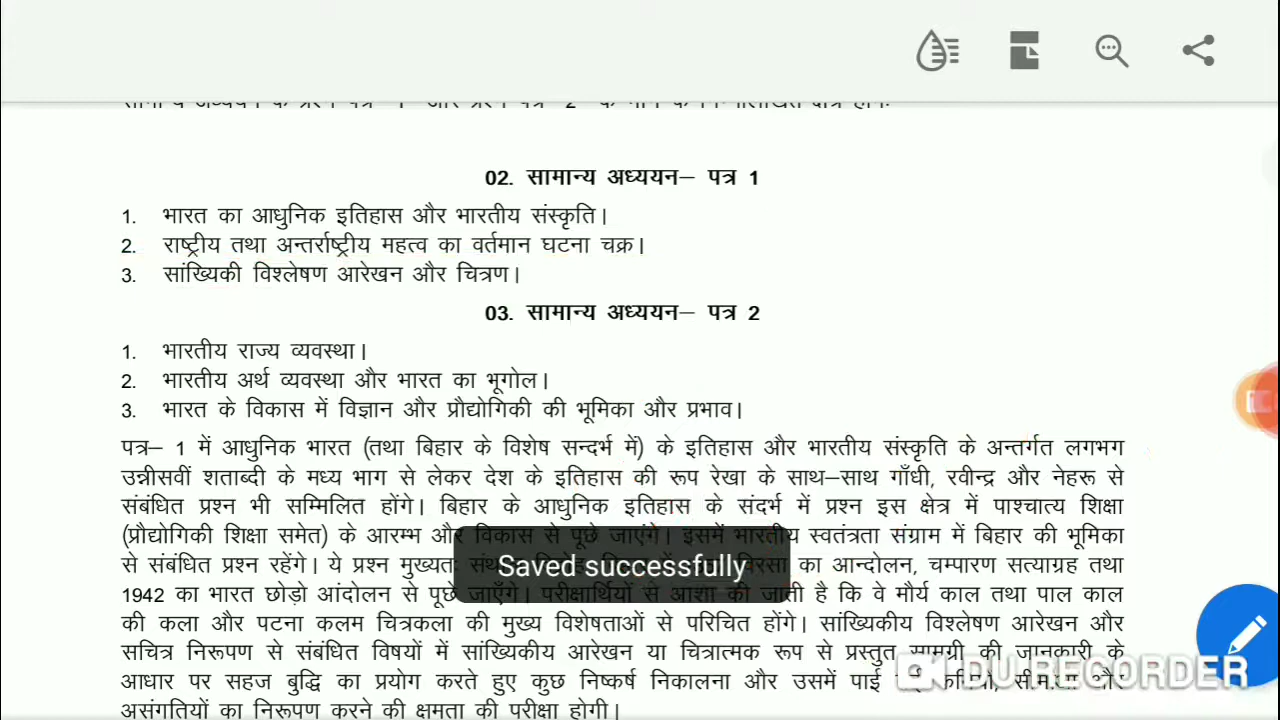 02. सामान्य अध्ययन– पत्र 1
1. भारत का आधुनिक इतिहास और भारतीय संस्कृति।
2. राष्ट्रीय तथा अन्तर्राष्ट्रीय महत्व का वर्तमान घटना चक्र।
3. सांख्यिकी विश्लेषण आरेखन और चित्रण।
03. सामान्य अध्ययन– पत्र 2
1. भारतीय राज्य व्यवस्था।
2. भारतीय अर्थ व्यवस्था और भारत का भूगोल।
3. भारत के विकास में विज्ञान और प्रौद्योगिकी की भूमिका और प्रभाव।
पत्र– 1 में आधुनिक भारत (तथा बिहार के विशेष सन्दर्भ में) के इतिहास और भारतीय संस्कृति के अन्तर्गत लगभग
उन्नीसवीं शताब्दी के मध्य भाग से लेकर देश के इतिहास की रूप रेखा के साथ–साथ गाँधी, रवीन्द्र और नेहरू से
संबंधित प्रश्न भी सम्मिलित होंगे। बिहार के आधुनिक इतिहास के संदर्भ में प्रश्न इस क्षेत्र में पाश्चात्य शिक्षा
(प्रौद्योगिकी शिक्षा समेत) के आरम्भ और विकास से पूछे जाएंगे। इसमें भारतीय स्वतंत्रता संग्राम में बिहार की भूमिका
से संबंधित प्रश्न रहेंगे। ये प्रश्न मुख्यतः का आन्दोलन, चम्पारण सत्याग्रह तथा
Saved successfully
1942 का भारत छोड़ो आंदोलन से पूछे जाएँगे। परीक्षार्थियों से आशा की जाती है कि वे मौर्य काल तथा पाल काल
की कला और पटना कलम चित्रकला की मुख्य विशेषताओं से परिचित होंगे। सांख्यिकीय विश्लेषण आरेखन और
सचित्र निरूपण से संबंधित विषयों में सांख्यिकीय आरेखन या चित्रात्मक रूप से प्रस्तुत सामग्री की जानकारी के
आधार पर सहज बुद्धि का प्रयोग करते हुए कुछ निष्कर्ष निकालना और उसमें पाई और
DU RECORDER
असंगतियों का निरूपण करने की क्षमता की परीक्षा होगी।